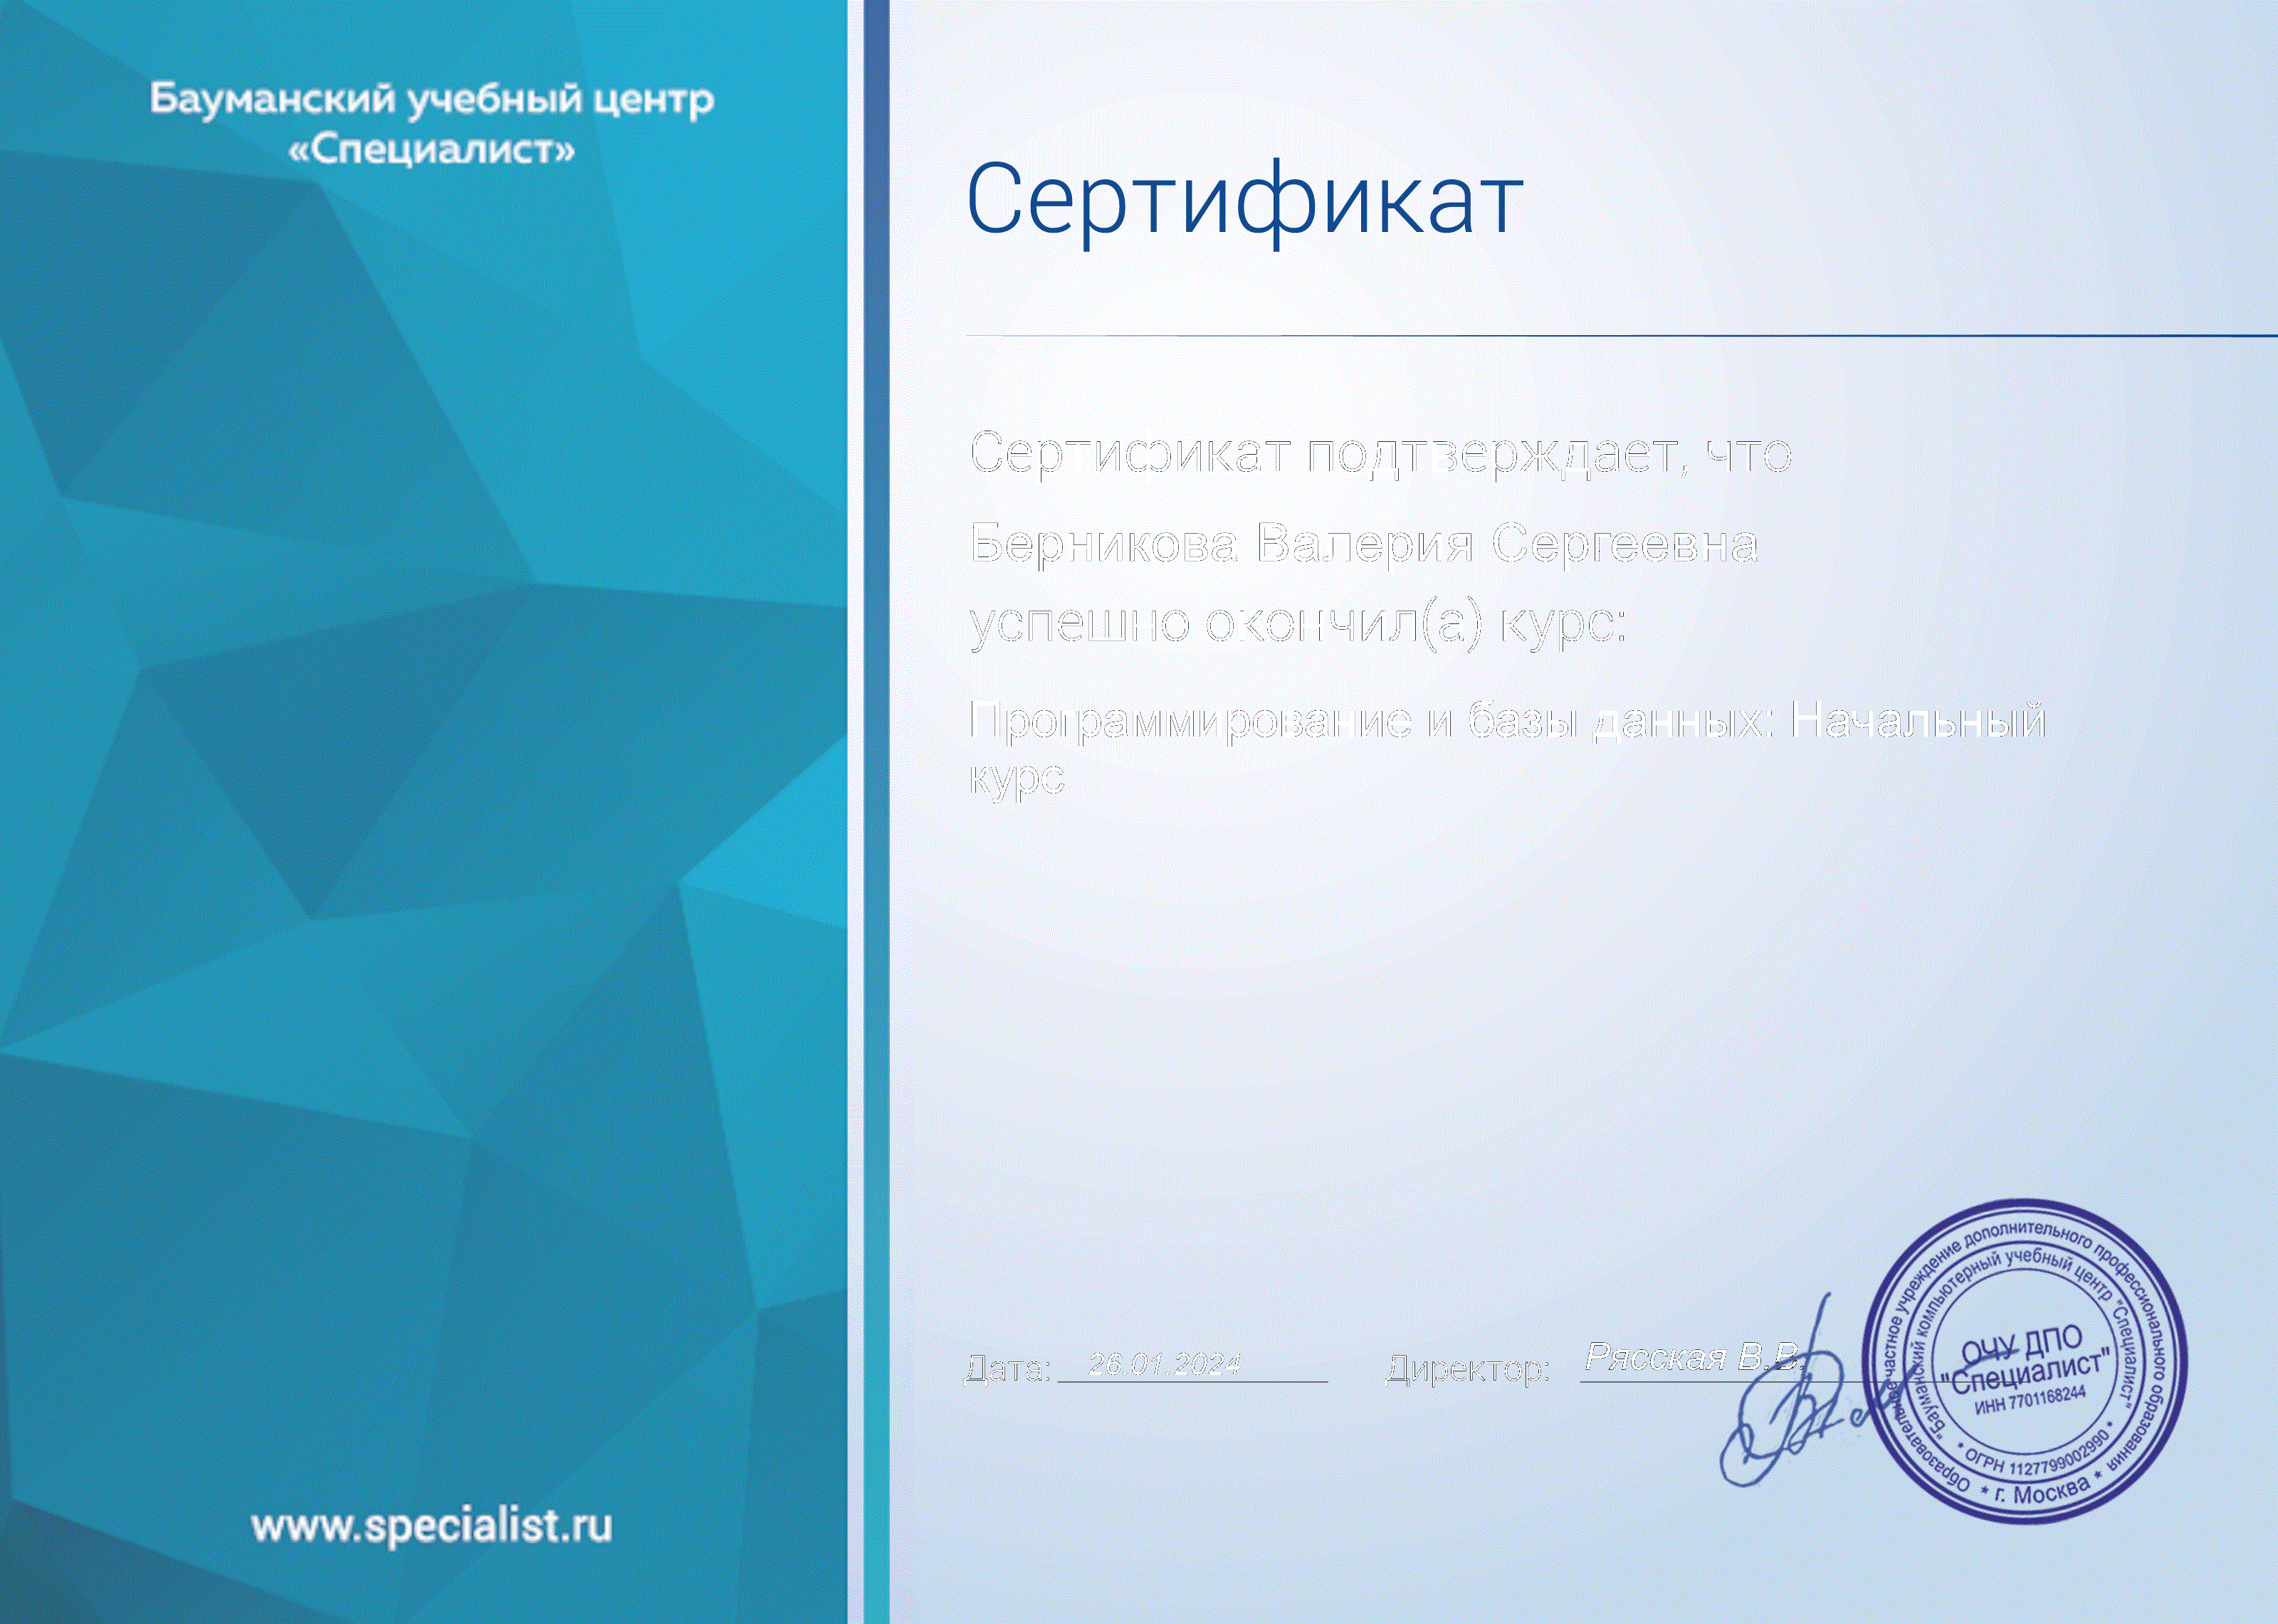 Бауманский учебный центр
«Специалист»
Сертификат
Сертификат подтверждает, что
Берникова Валерия Сергеевна
успешно окончил(а) курс:
Программирование и базы данных: Начальный
курс
Дата: 26.01.2024 Директор: Рясская В.В.
Образовательное частное учреждение дополнительного профессионального образования
* г. Москва *
"Бауманский компьютерный учебный центр "Специалист"
* ОГРН 1127799002990 *
ОЧУ ДПО
"Специалист"
ИНН 7701168244
www.specialist.ru